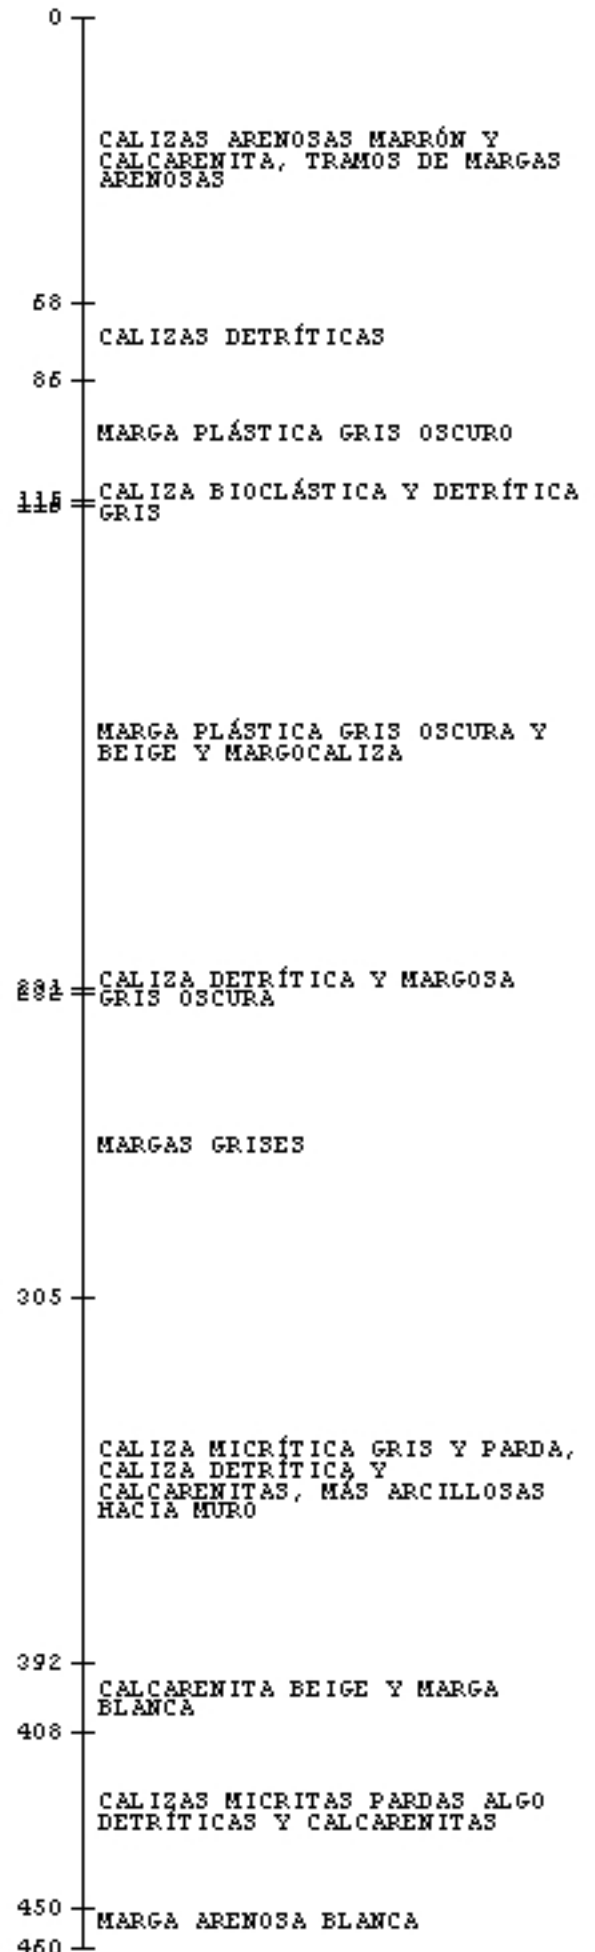 0
CALIZAS ARENOSAS MARRÓN Y
CALCARENITA, TRAMOS DE MARGAS
ARENOSAS
68
CALIZAS DETRÍTICAS
86
MARGA PLÁSTICA GRIS OSCURO
CALIZA BIOCLÁSTICA Y DETRÍTICA
GRIS
MARGA PLÁSTICA GRIS OSCURA Y
BEIGE Y MARGOCALIZA
CALIZA DETRÍTICA Y MARGOSA
GRIS OSCURA
MARGAS GRISES
305
CALIZA MICRÍTICA GRIS Y PARDA,
CALIZA DETRÍTICA Y
CALCARENITAS, MÁS ARCILLOSAS
HACIA MURO
392
CALCARENITA BEIGE Y MARGA
BLANCA
408
CALIZAS MICRITAS PARDAS ALGO
DETRÍTICAS Y CALCARENITAS
450
MARGA ARENOSA BLANCA
460